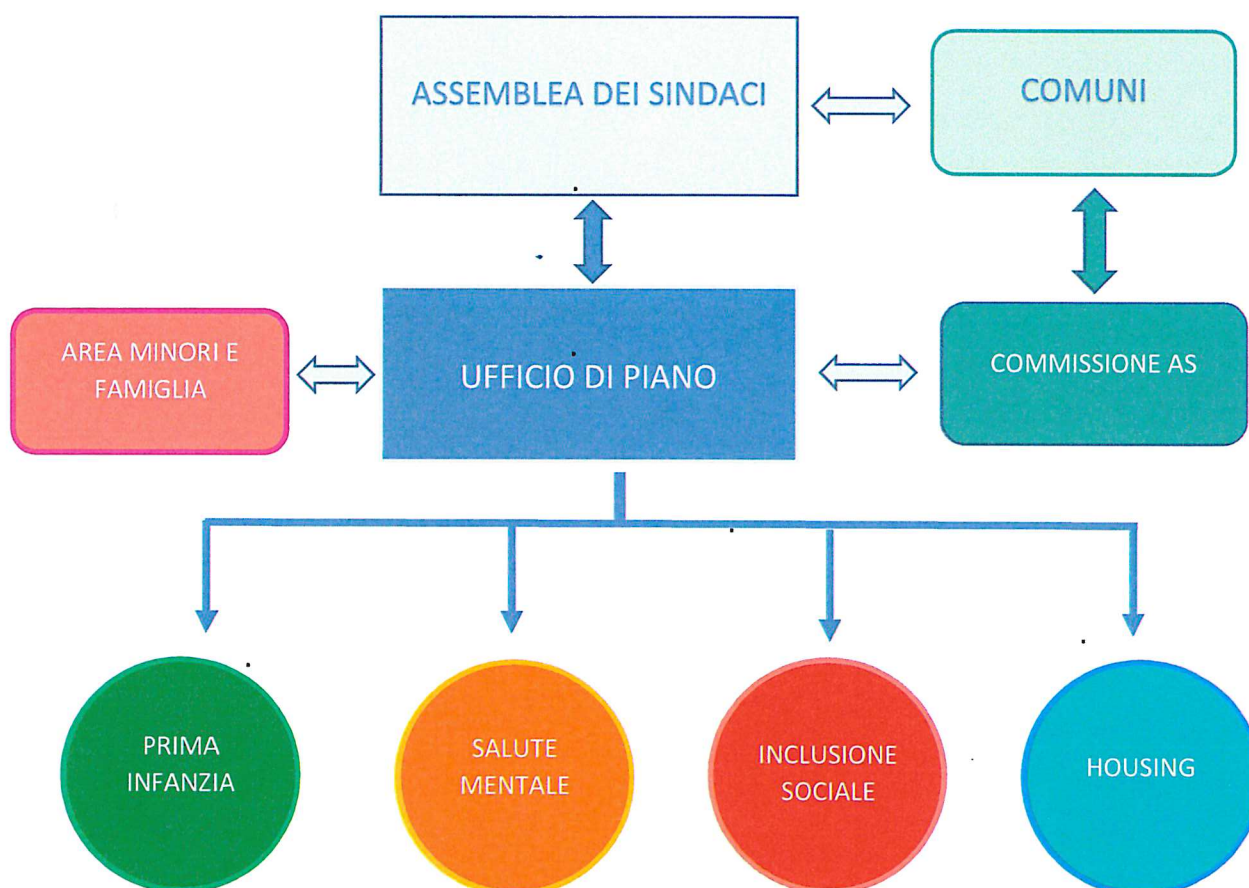 ASSEMBLEA DEI SINDACI
COMUNI
AREA MINORI E
FAMIGLIA
UFFICIO DI PIANO
COMMISSIONE AS
PRIMA
INFANZIA
SALUTE
MENTALE
INCLUSIONE
SOCIALE
HOUSING